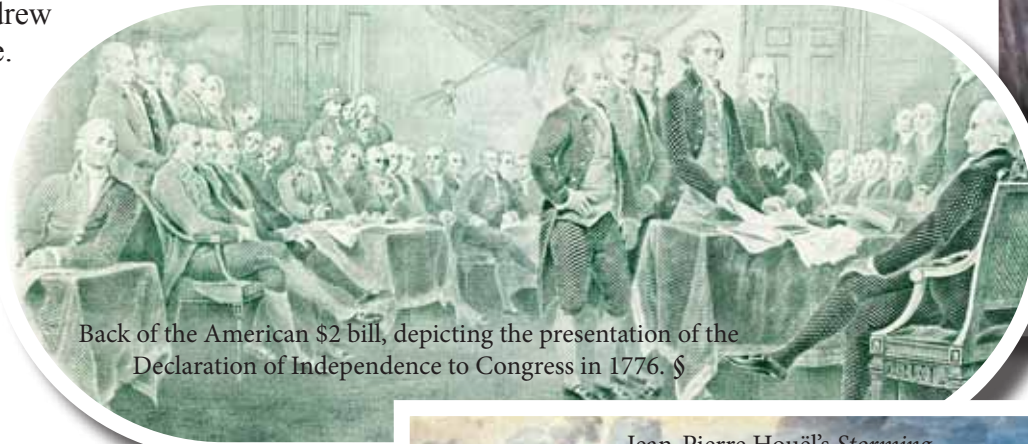 drew
e.
Back of the American $2 bill, depicting the presentation of the
Declaration of Independence to Congress in 1776. §
Jean-Pierre Houël's Storming